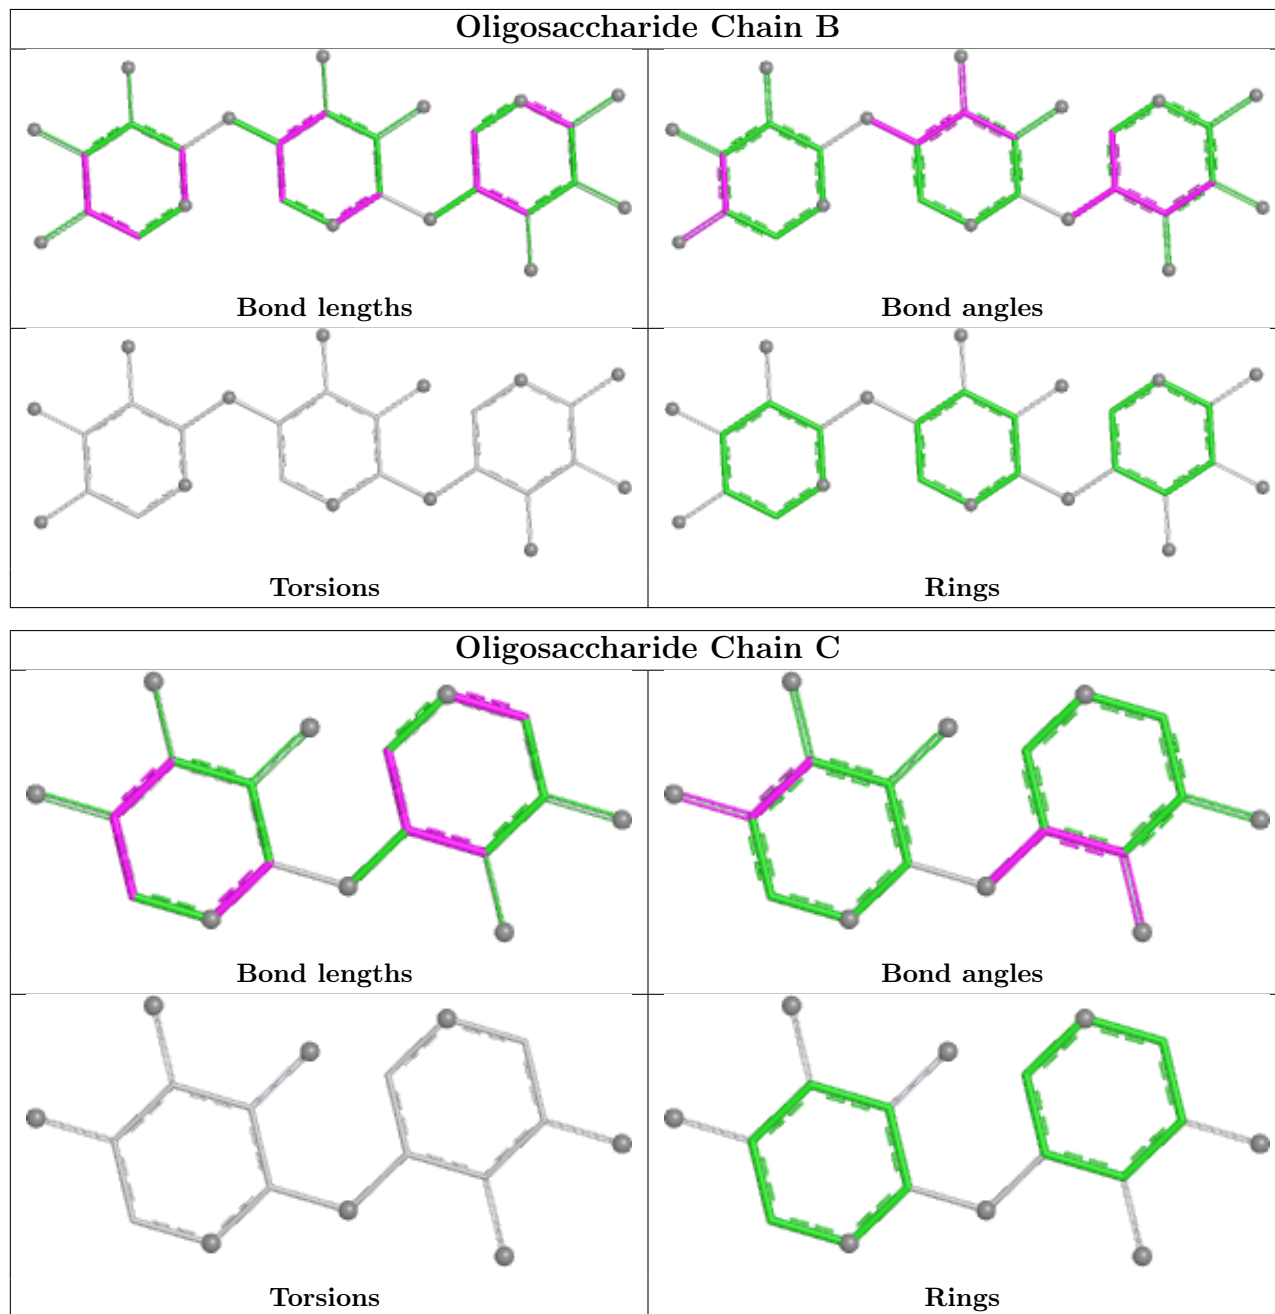 Oligosaccharide Chain B
Bond lengths
Bond angles
Torsions
Rings
Oligosaccharide Chain C
Bond lengths
Bond angles
Torsions
Rings